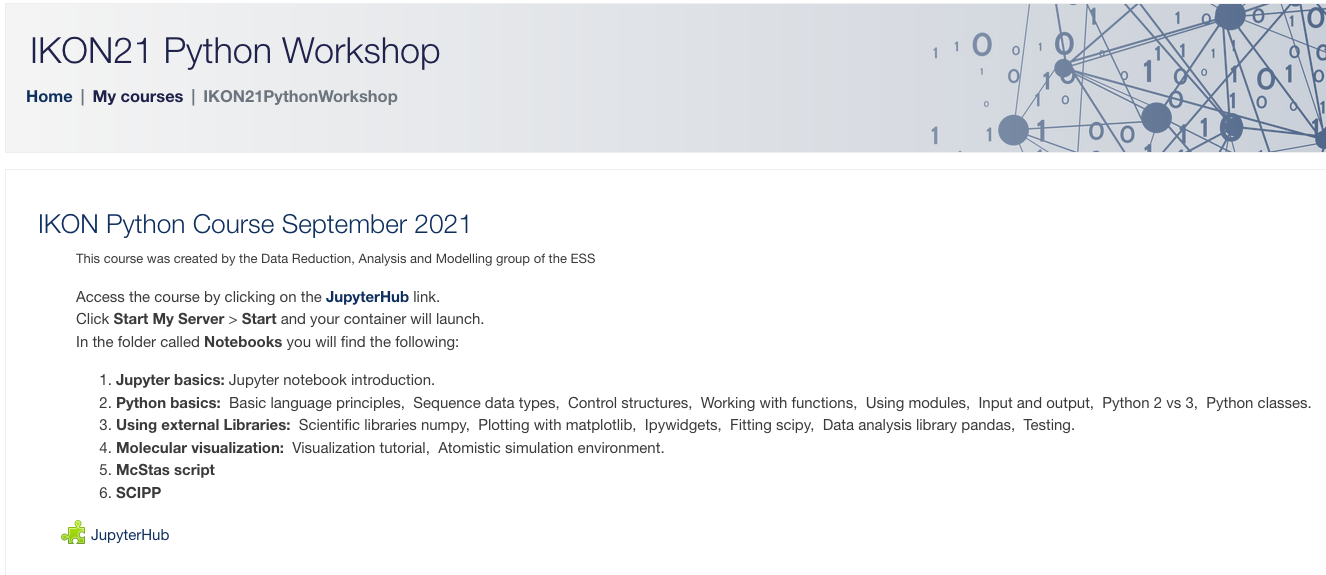 IKON21 Python Workshop
Home | My courses | IKON21PythonWorkshop
IKON Python Course September 2021
This course was created by the Data Reduction, Analysis and Modelling group of the ESS
Access the course by clicking on the JupyterHub link.
Click Start My Server > Start and your container will launch.
In the folder called Notebooks you will find the following:
1. Jupyter basics: Jupyter notebook introduction.
2. Python basics: Basic language principles, Sequence data types, Control structures, Working with functions, Using modules, Input and output, Python 2 vs 3, Python classes.
3. Using external Libraries: Scientific libraries numpy, Plotting with matplotlib, Ipywidgets, Fitting scipy, Data analysis library pandas, Testing.
4. Molecular visualization: Visualization tutorial, Atomistic simulation environment.
5. McStas script
6. SCIPP
JupyterHub